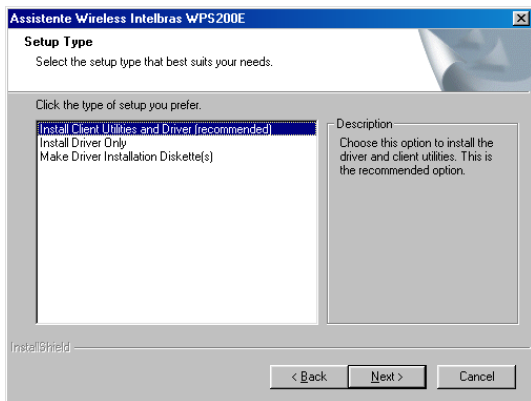 Assistente Wireless Intelbras WPS200E
Setup Type
Select the setup type that best suits your needs.
Click the type of setup you prefer.
Install Client Utilities and Driver (recommended)
Install Driver Only
Make Driver Installation Diskette(s)
Description
Choose this option to install the
driver and client utilities. This is
the recommended option.
InstallShield
< Back
Next >
Cancel